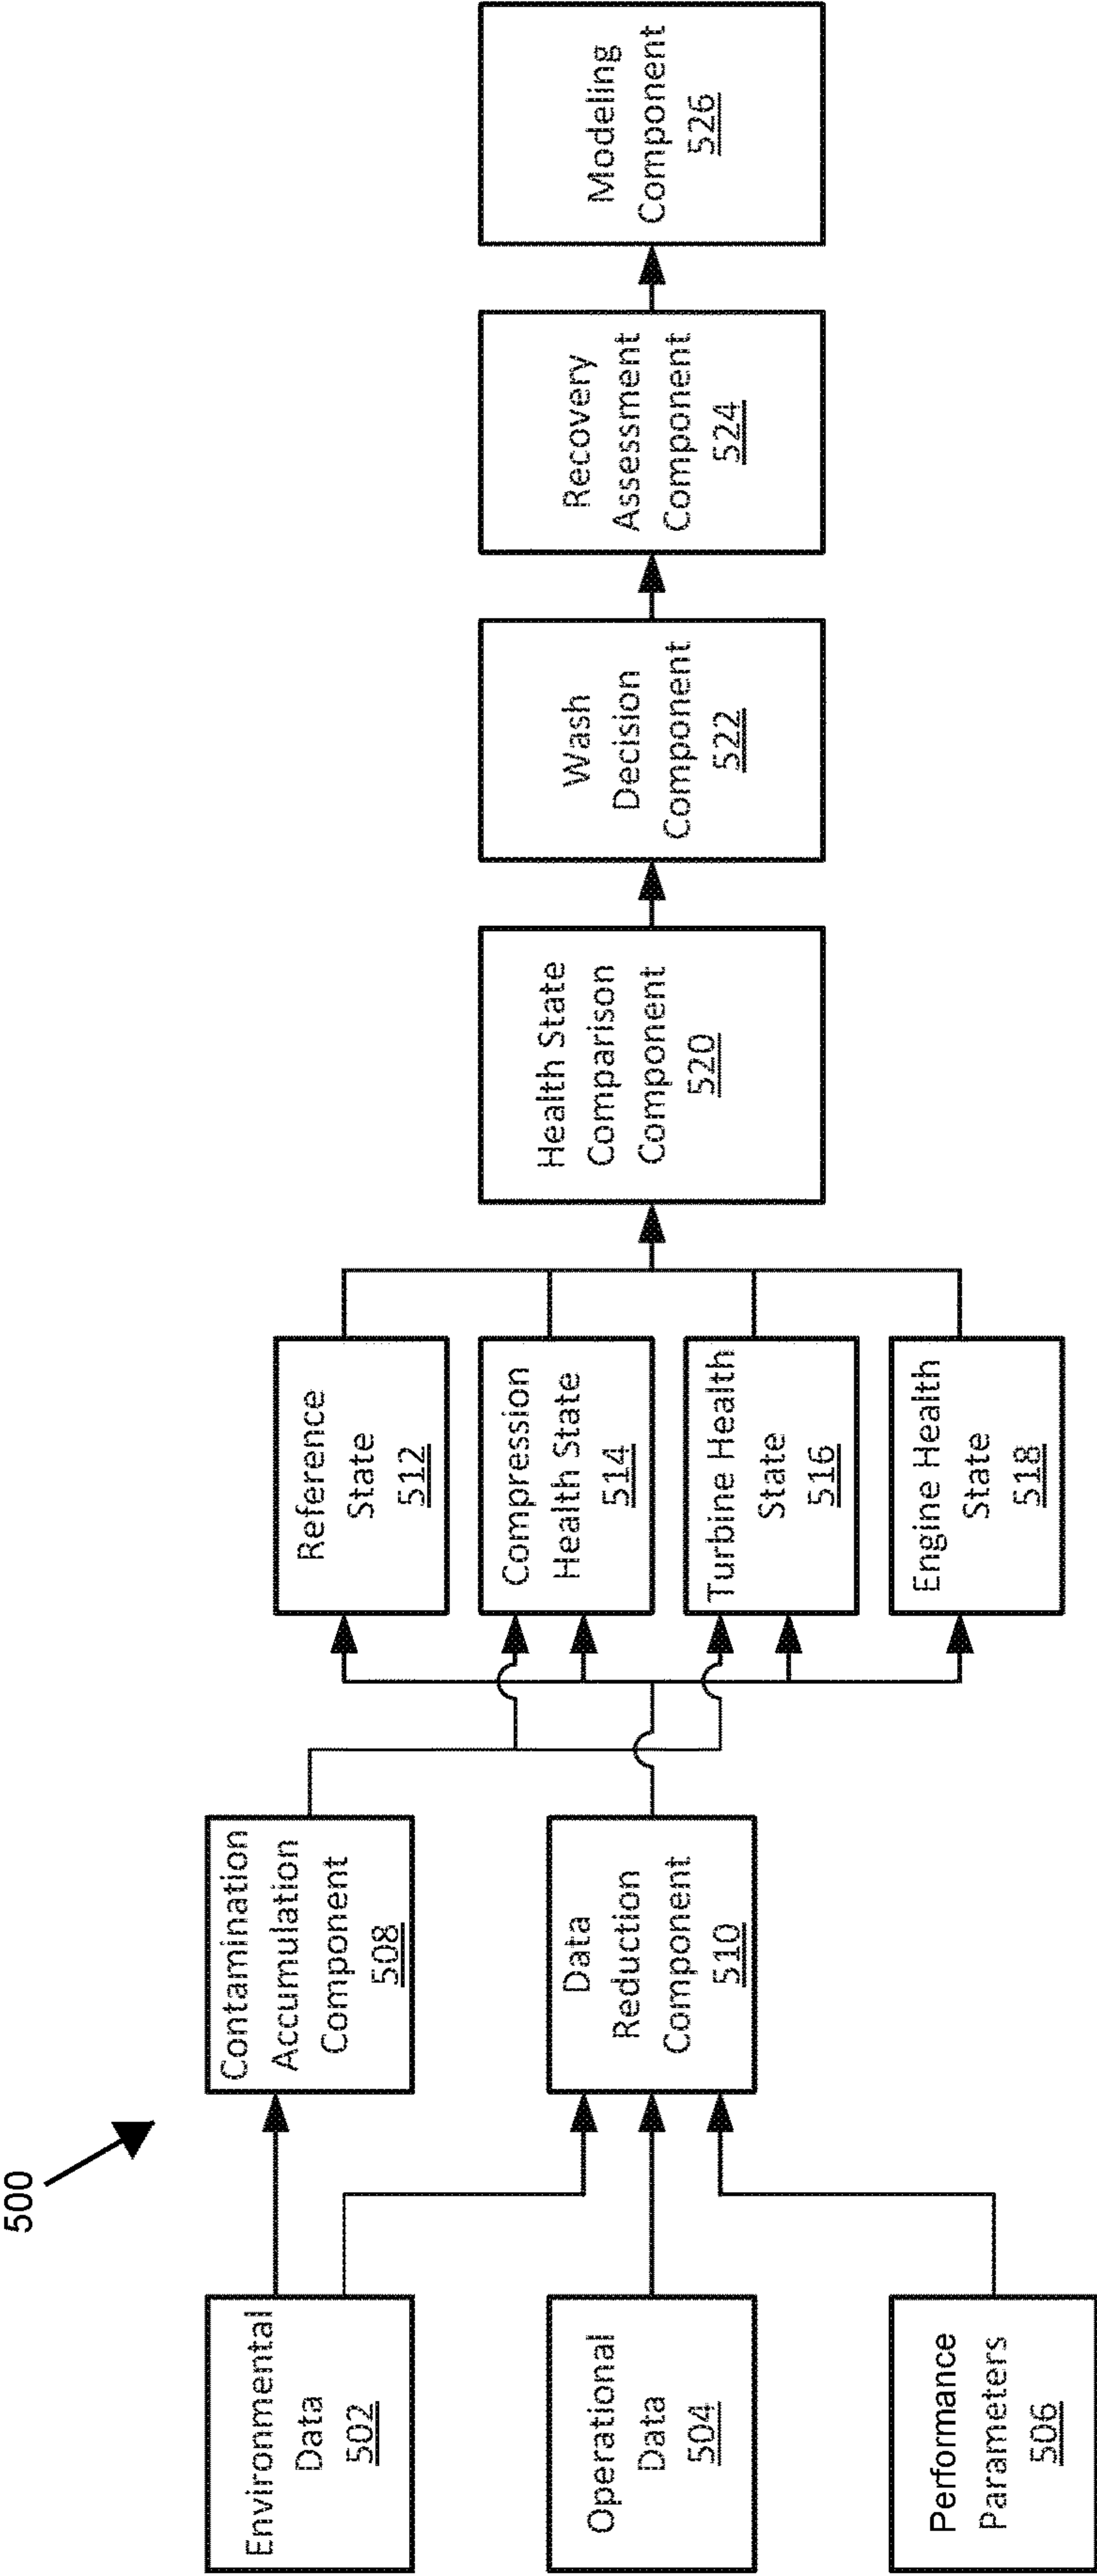 500
Environmental
Data
502
Operational
Data
504
Performance
Parameters
506
Contamination
Accumulation
Component
508
Data
Reduction
Component
510
Reference
State
512
Compression
Health State
514
Turbine Health
State
516
Engine Health
State
518
Health State
Comparison
Component
520
Wash
Decision
Component
522
Recovery
Assessment
Component
524
Modeling
Component
526